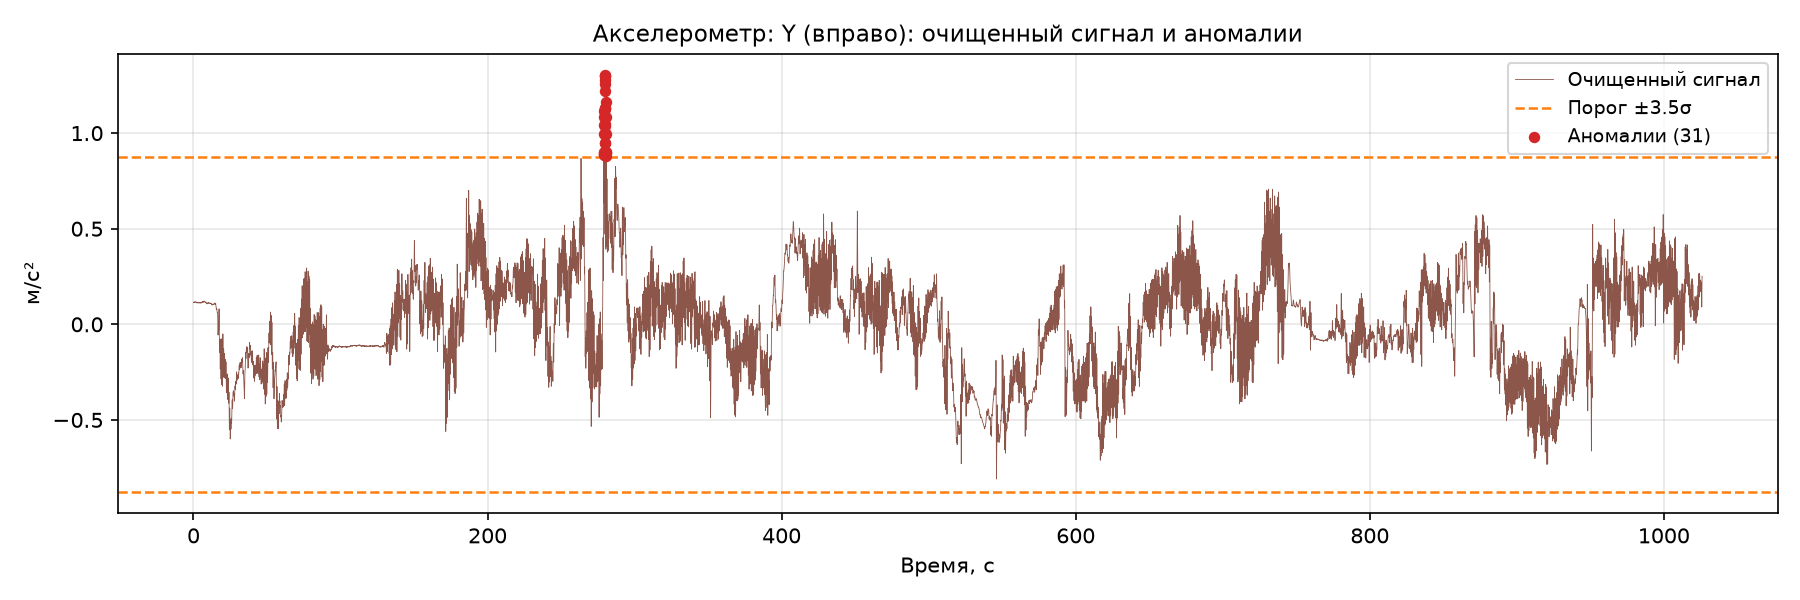 Акселерометр: Y (вправо): очищенный сигнал и аномалии
Очищенный сигнал
Порог ±3.5σ
Аномалии (31)
м/с²
1.0
0.5
0.0
−0.5
0 200 400 600 800 1000
Время, с